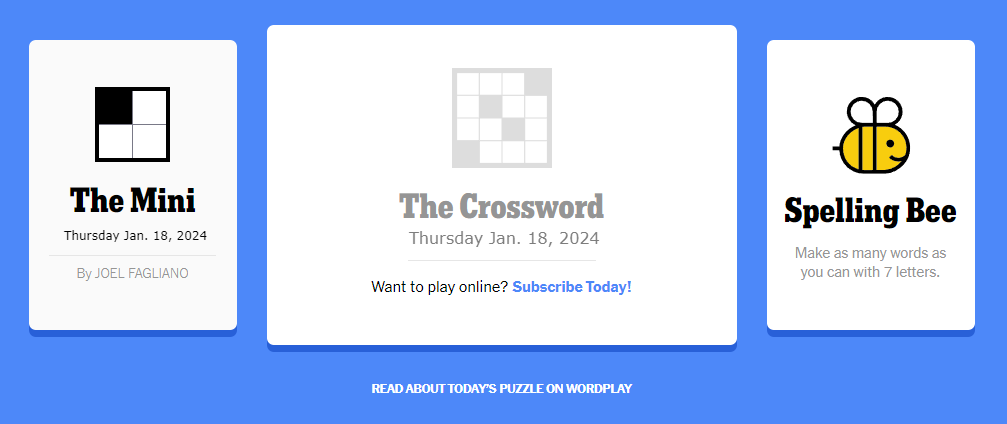 The Mini
Thursday Jan. 18, 2024
By JOEL FAGLIANO
The Crossword
Thursday Jan. 18, 2024
Want to play online? Subscribe Today!
Spelling Bee
Make as many words as
you can with 7 letters.
READ ABOUT TODAY'S PUZZLE ON WORDPLAY